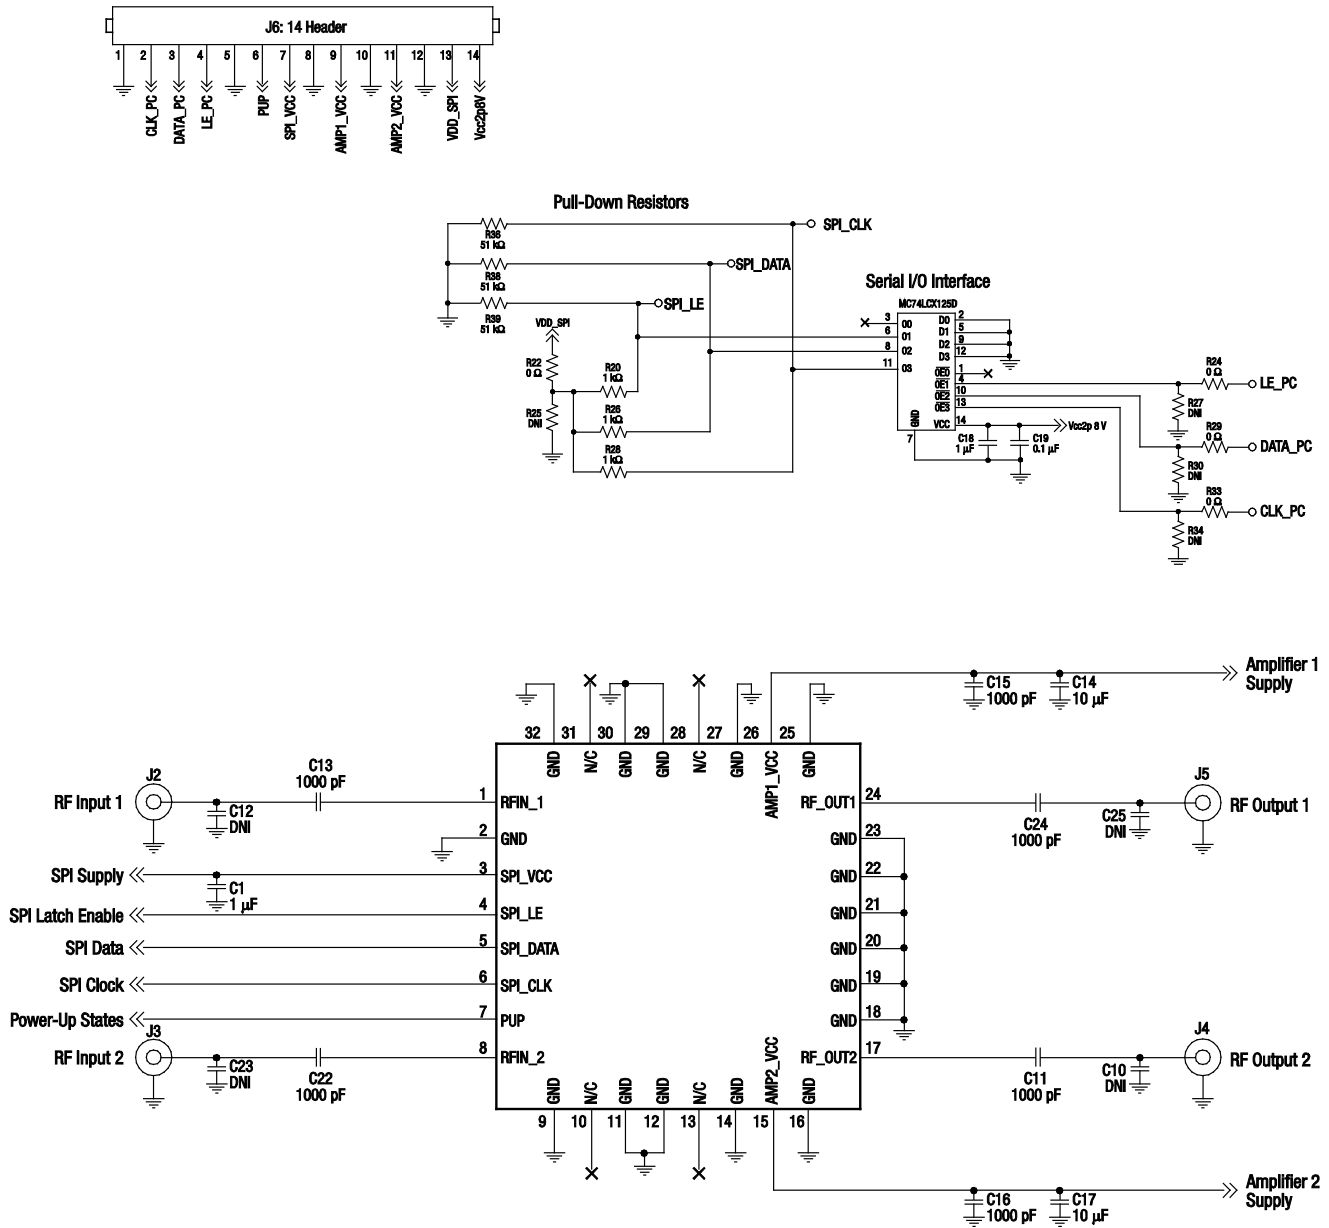 J6: 14 Header
1 2 3 4 5 6 7 8 9 10 11 12 13 14
CLK_PC
DATA_PC
LE_PC
PUP
SPI_VCC
AMP1_VCC
AMP2_VCC
VDD_SPI
Vcc2p8V
Pull-Down Resistors
R36
51 kΩ
SPI_CLK
R38
51 kΩ
SPI_DATA
R39
51 kΩ
SPI_LE
VDD_SPI
R22
0 Ω
R25
DNI
R20
1 kΩ
R26
1 kΩ
R28
1 kΩ
Serial I/O Interface
MC74LCX125D
3 O0
6 O1
8 O2
11 O3
D0 2
D1 5
D2 9
D3 12
OE0 1
OE1 4
OE2 10
OE3 13
VCC 14
GND
7
C18
1 µF
C19
0.1 µF
Vcc2p 8 V
R24
0 Ω
LE_PC
R27
DNI
R29
0 Ω
DATA_PC
R30
DNI
R33
0 Ω
CLK_PC
R34
DNI
Amplifier 1
Supply
C15
1000 pF
C14
10 µF
32 31 30 29 28 27 26 25
GND N/C GND GND N/C GND AMP1_VCC GND
J2
RF Input 1
C12
DNI
C13
1000 pF
1 RFIN_1
2 GND
SPI Supply
C1
1 µF
3 SPI_VCC
SPI Latch Enable 4 SPI_LE
SPI Data 5 SPI_DATA
SPI Clock 6 SPI_CLK
Power-Up States 7 PUP
J3
RF Input 2
C23
DNI
C22
1000 pF
8 RFIN_2
RF_OUT1 24
C24
1000 pF
C25
DNI
J5
RF Output 1
GND 23
GND 22
GND 21
GND 20
GND 19
GND 18
RF_OUT2 17
C11
1000 pF
C10
DNI
J4
RF Output 2
GND N/C GND GND N/C GND AMP2_VCC GND
9 10 11 12 13 14 15 16
C16
1000 pF
C17
10 µF
Amplifier 2
Supply